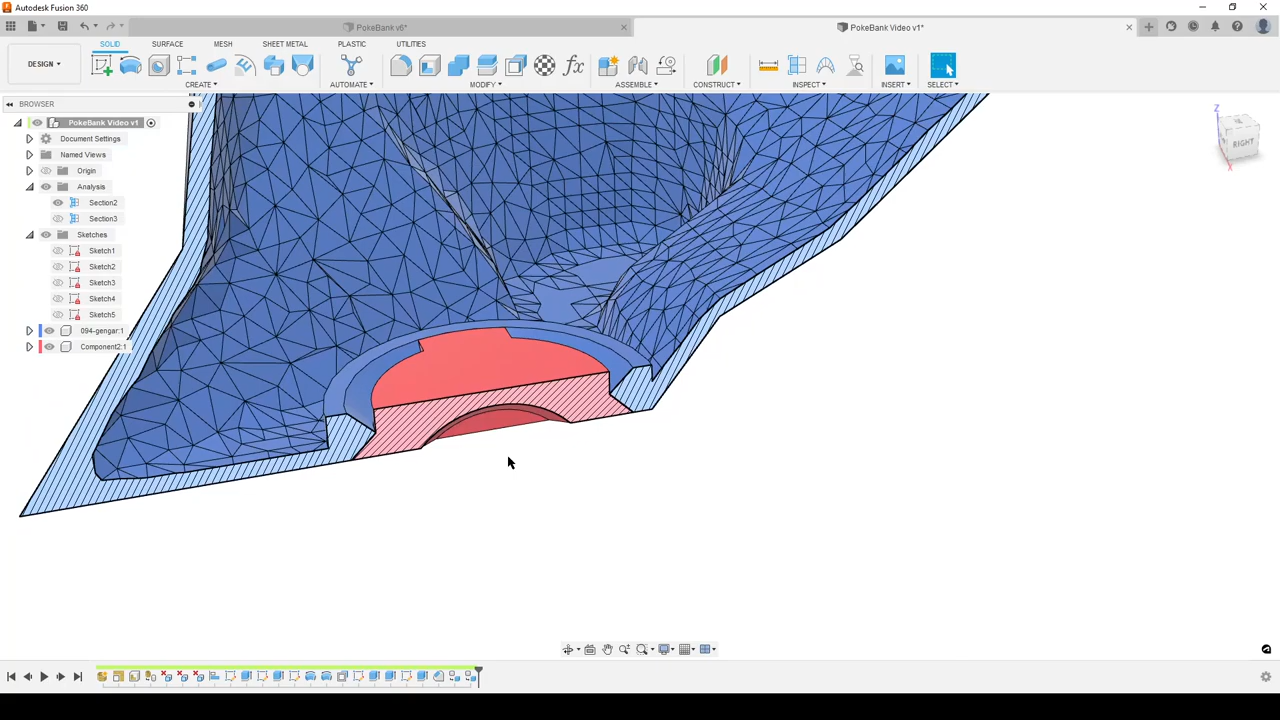 Autodesk Fusion 360
PokeBank v6*
PokeBank Video v1*
DESIGN
SOLID
SURFACE
MESH
SHEET METAL
PLASTIC
UTILITIES
CREATE
AUTOMATE
MODIFY
ASSEMBLE
CONSTRUCT
INSPECT
INSERT
SELECT
BROWSER
PokeBank Video v1
Document Settings
Named Views
Origin
Analysis
Section2
Section3
Sketches
Sketch1
Sketch2
Sketch3
Sketch4
Sketch5
094-gengar:1
Component2:1
Z
RIGHT
X